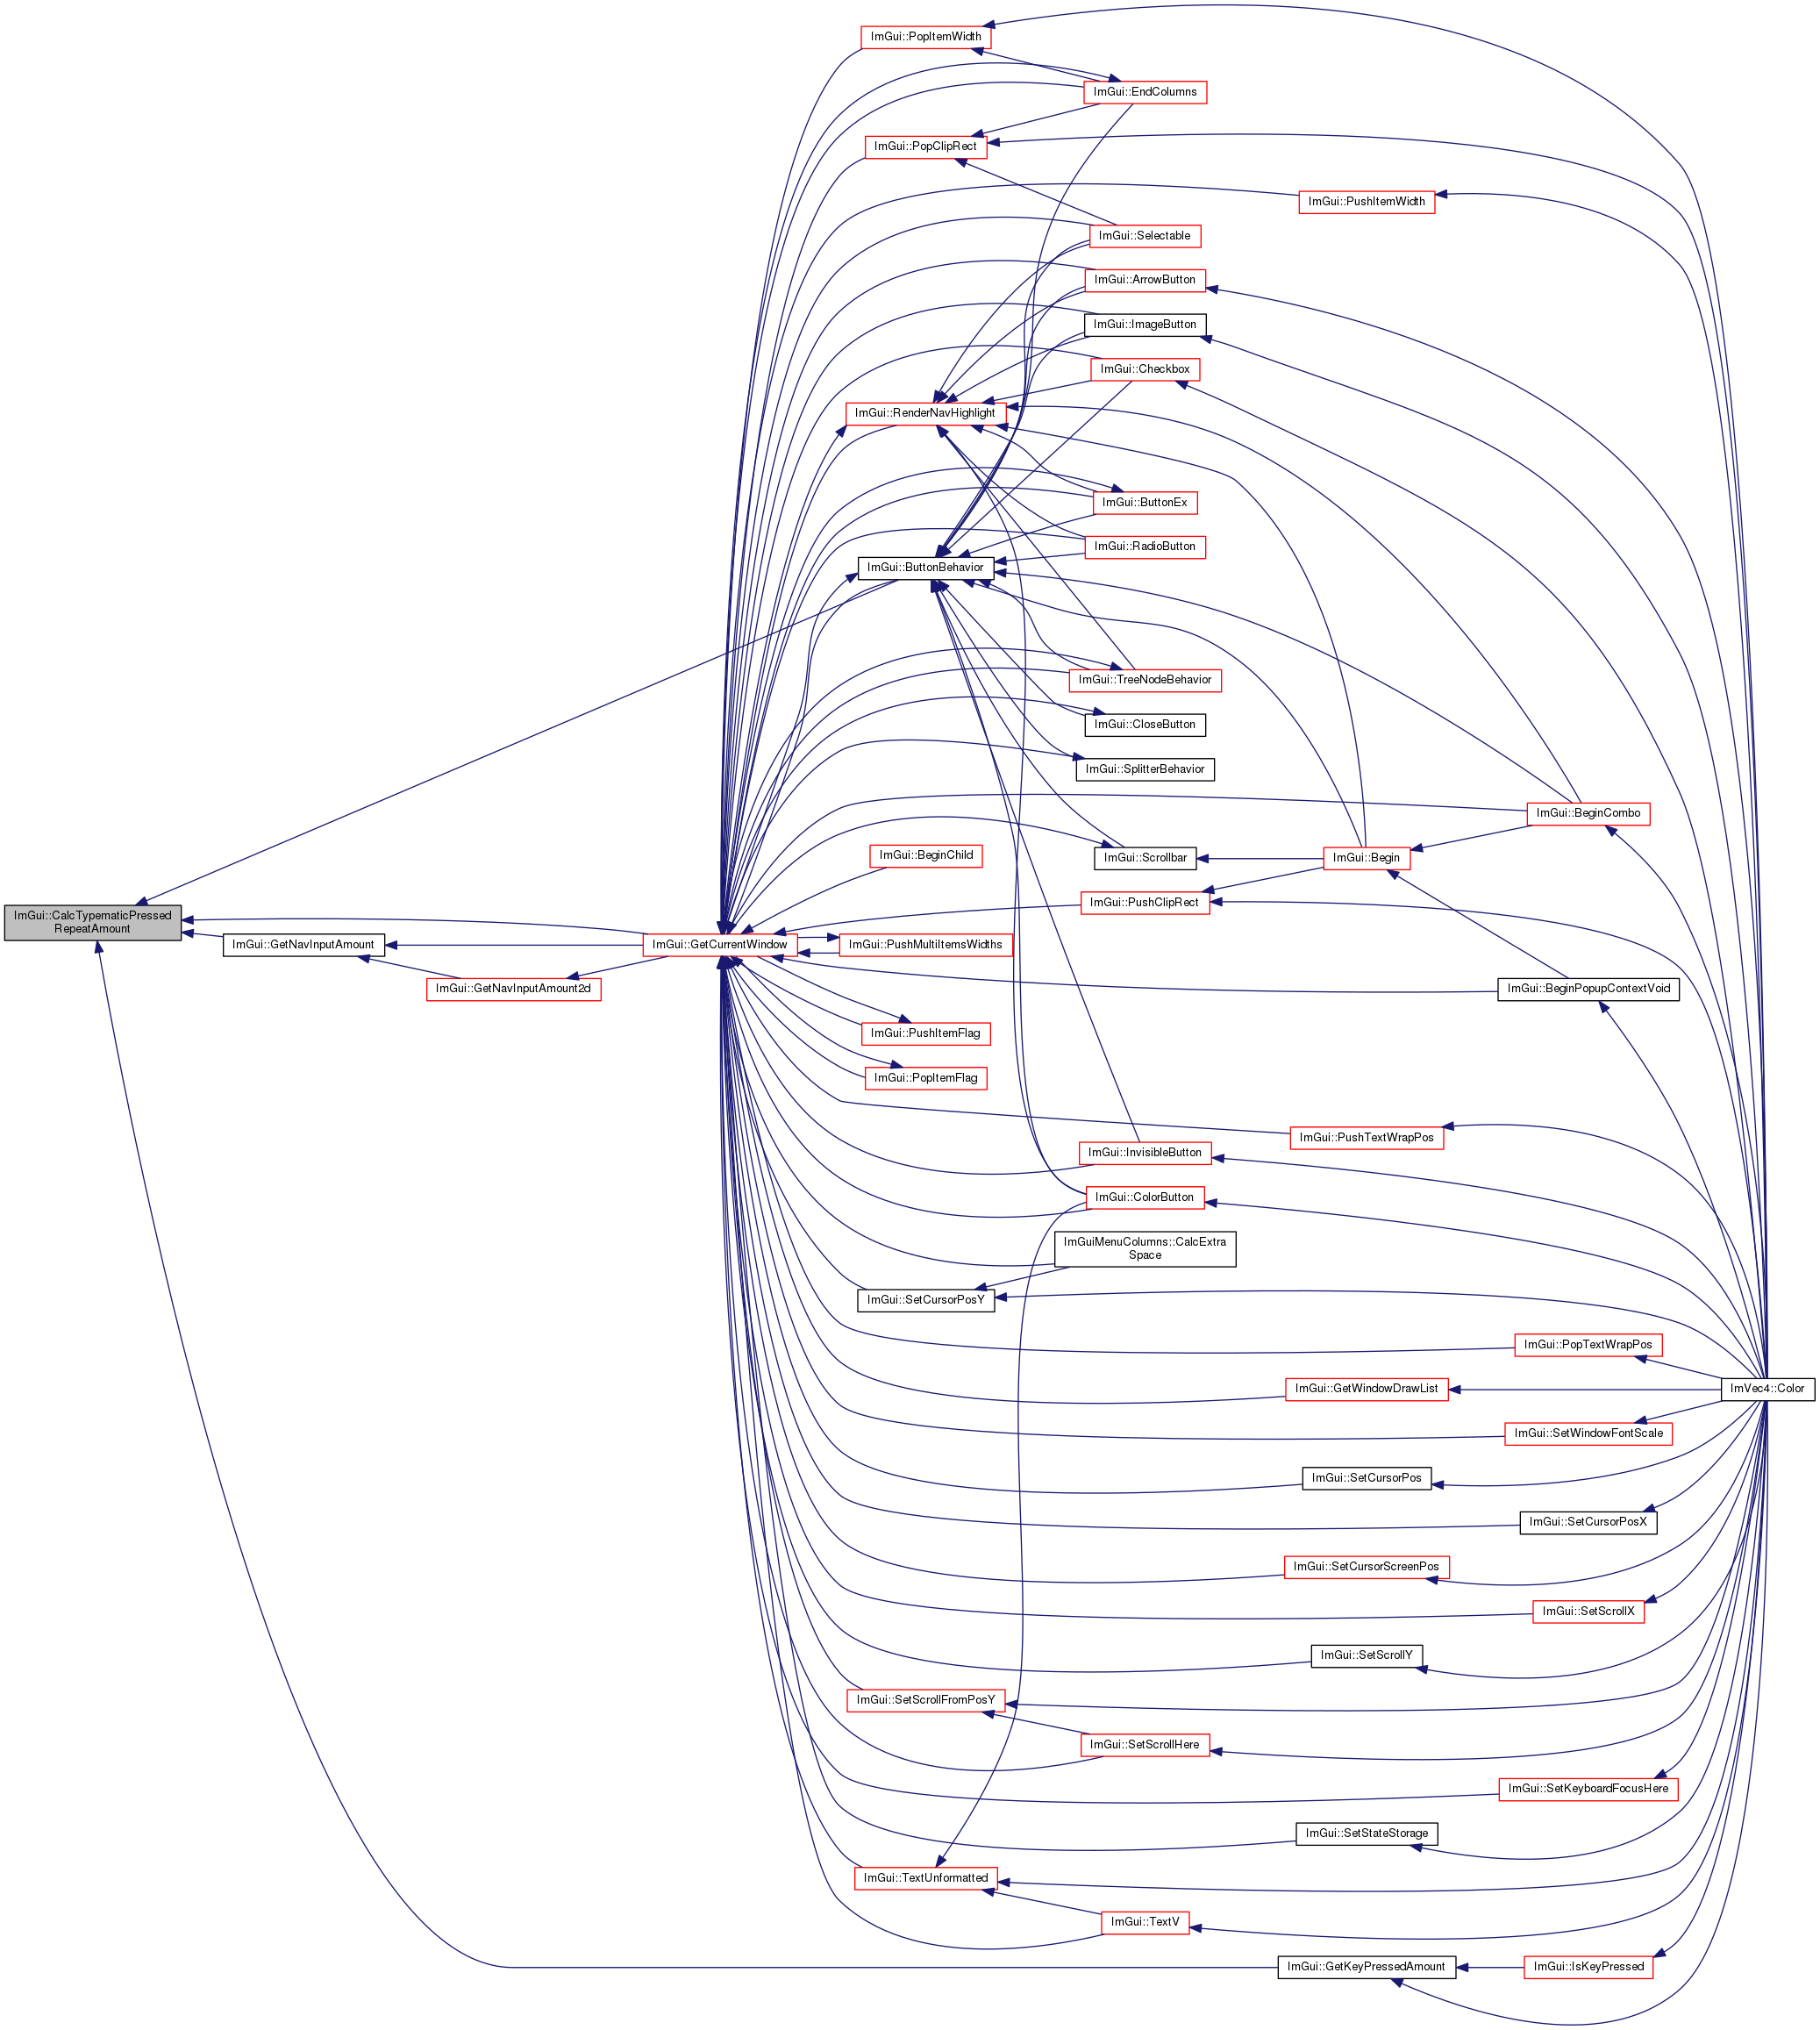 ImGui::PopItemWidth
ImGui::EndColumns
ImGui::PopClipRect
ImGui::PushItemWidth
ImGui::Selectable
ImGui::ArrowButton
ImGui::ImageButton
ImGui::Checkbox
ImGui::RenderNavHighlight
ImGui::ButtonEx
ImGui::RadioButton
ImGui::ButtonBehavior
ImGui::TreeNodeBehavior
ImGui::CloseButton
ImGui::SplitterBehavior
ImGui::BeginCombo
ImGui::BeginChild
ImGui::Scrollbar
ImGui::Begin
ImGui::PushClipRect
ImGui::CalcTypematicPressed
RepeatAmount
ImGui::GetNavInputAmount
ImGui::GetCurrentWindow
ImGui::PushMultiItemsWidths
ImGui::GetNavInputAmount2d
ImGui::BeginPopupContextVoid
ImGui::PushItemFlag
ImGui::PopItemFlag
ImGui::PushTextWrapPos
ImGui::InvisibleButton
ImGui::ColorButton
ImGuiMenuColumns::CalcExtra
Space
ImGui::SetCursorPosY
ImGui::PopTextWrapPos
ImGui::GetWindowDrawList
ImVec4::Color
ImGui::SetWindowFontScale
ImGui::SetCursorPos
ImGui::SetCursorPosX
ImGui::SetCursorScreenPos
ImGui::SetScrollX
ImGui::SetScrollY
ImGui::SetScrollFromPosY
ImGui::SetScrollHere
ImGui::SetKeyboardFocusHere
ImGui::SetStateStorage
ImGui::TextUnformatted
ImGui::TextV
ImGui::GetKeyPressedAmount
ImGui::IsKeyPressed